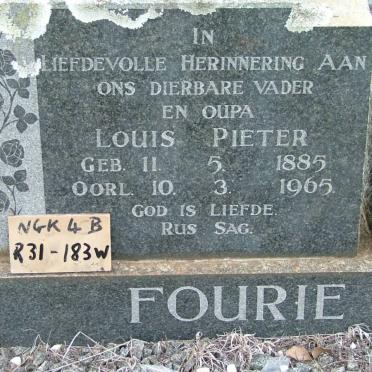 IN
LIEFDEVOLLE HERINNERING AAN
ONS DIERBARE VADER
EN OUPA
LOUIS PIETER
GEB. 11. 5. 1885
OORL. 10. 3. 1965.
GOD IS LIEFDE.
RUS SAG.
NGK 4 B
R31-183W
FOURIE